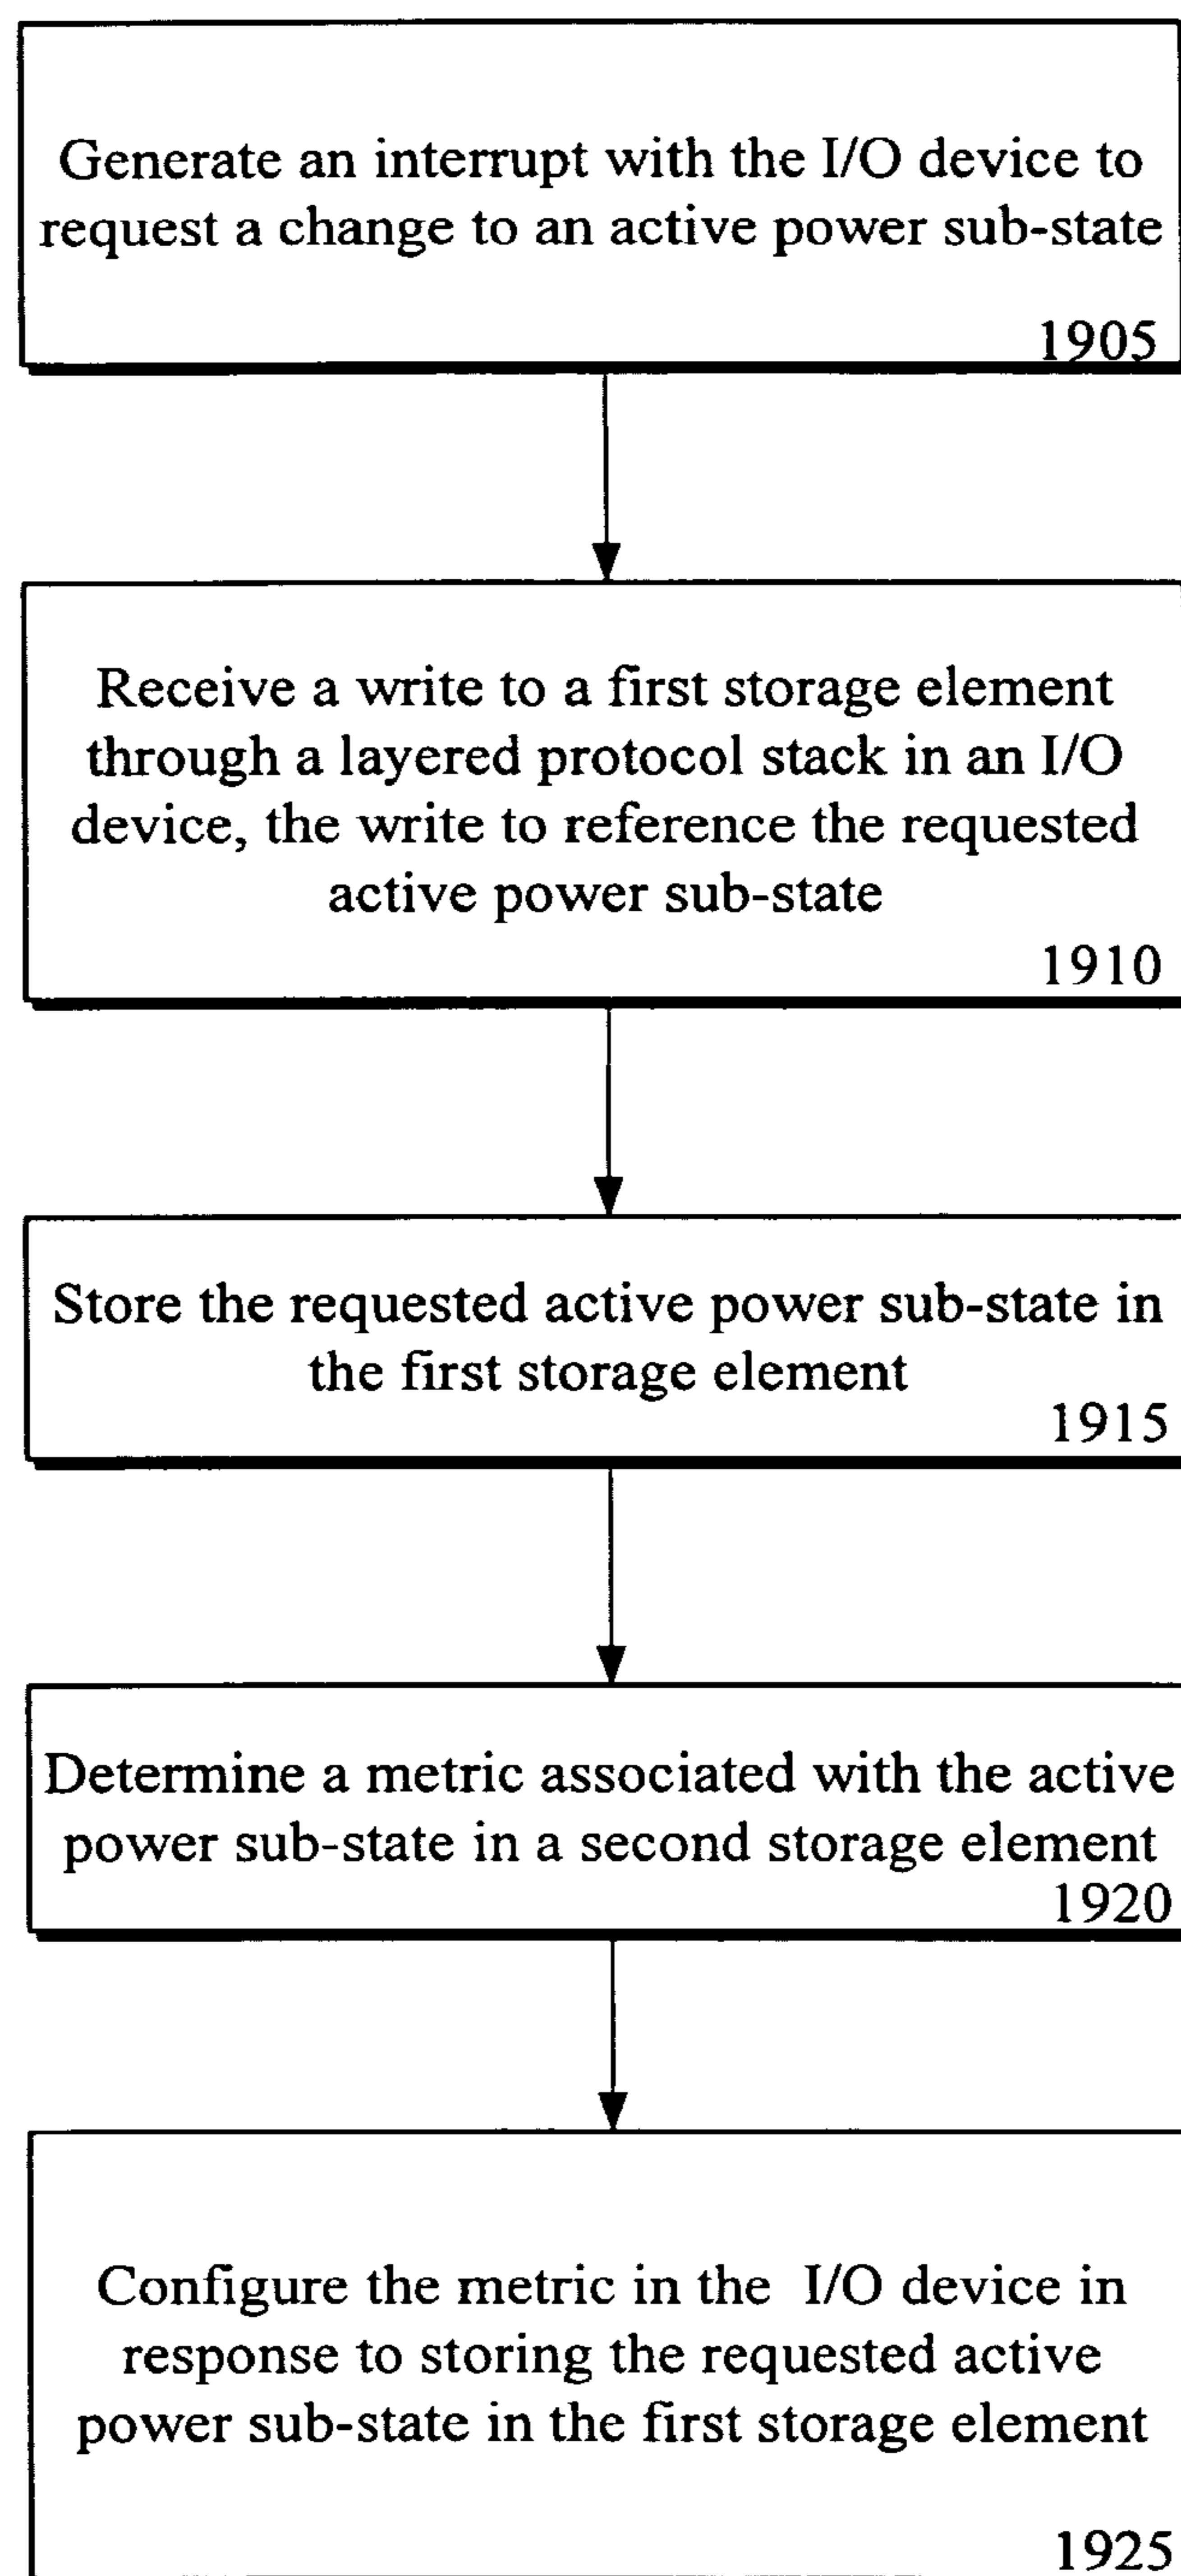 Generate an interrupt with the I/O device to
request a change to an active power sub-state
1905
Receive a write to a first storage element
through a layered protocol stack in an I/O
device, the write to reference the requested
active power sub-state
1910
Store the requested active power sub-state in
the first storage element
1915
Determine a metric associated with the active
power sub-state in a second storage element
1920
Configure the metric in the I/O device in
response to storing the requested active
power sub-state in the first storage element
1925